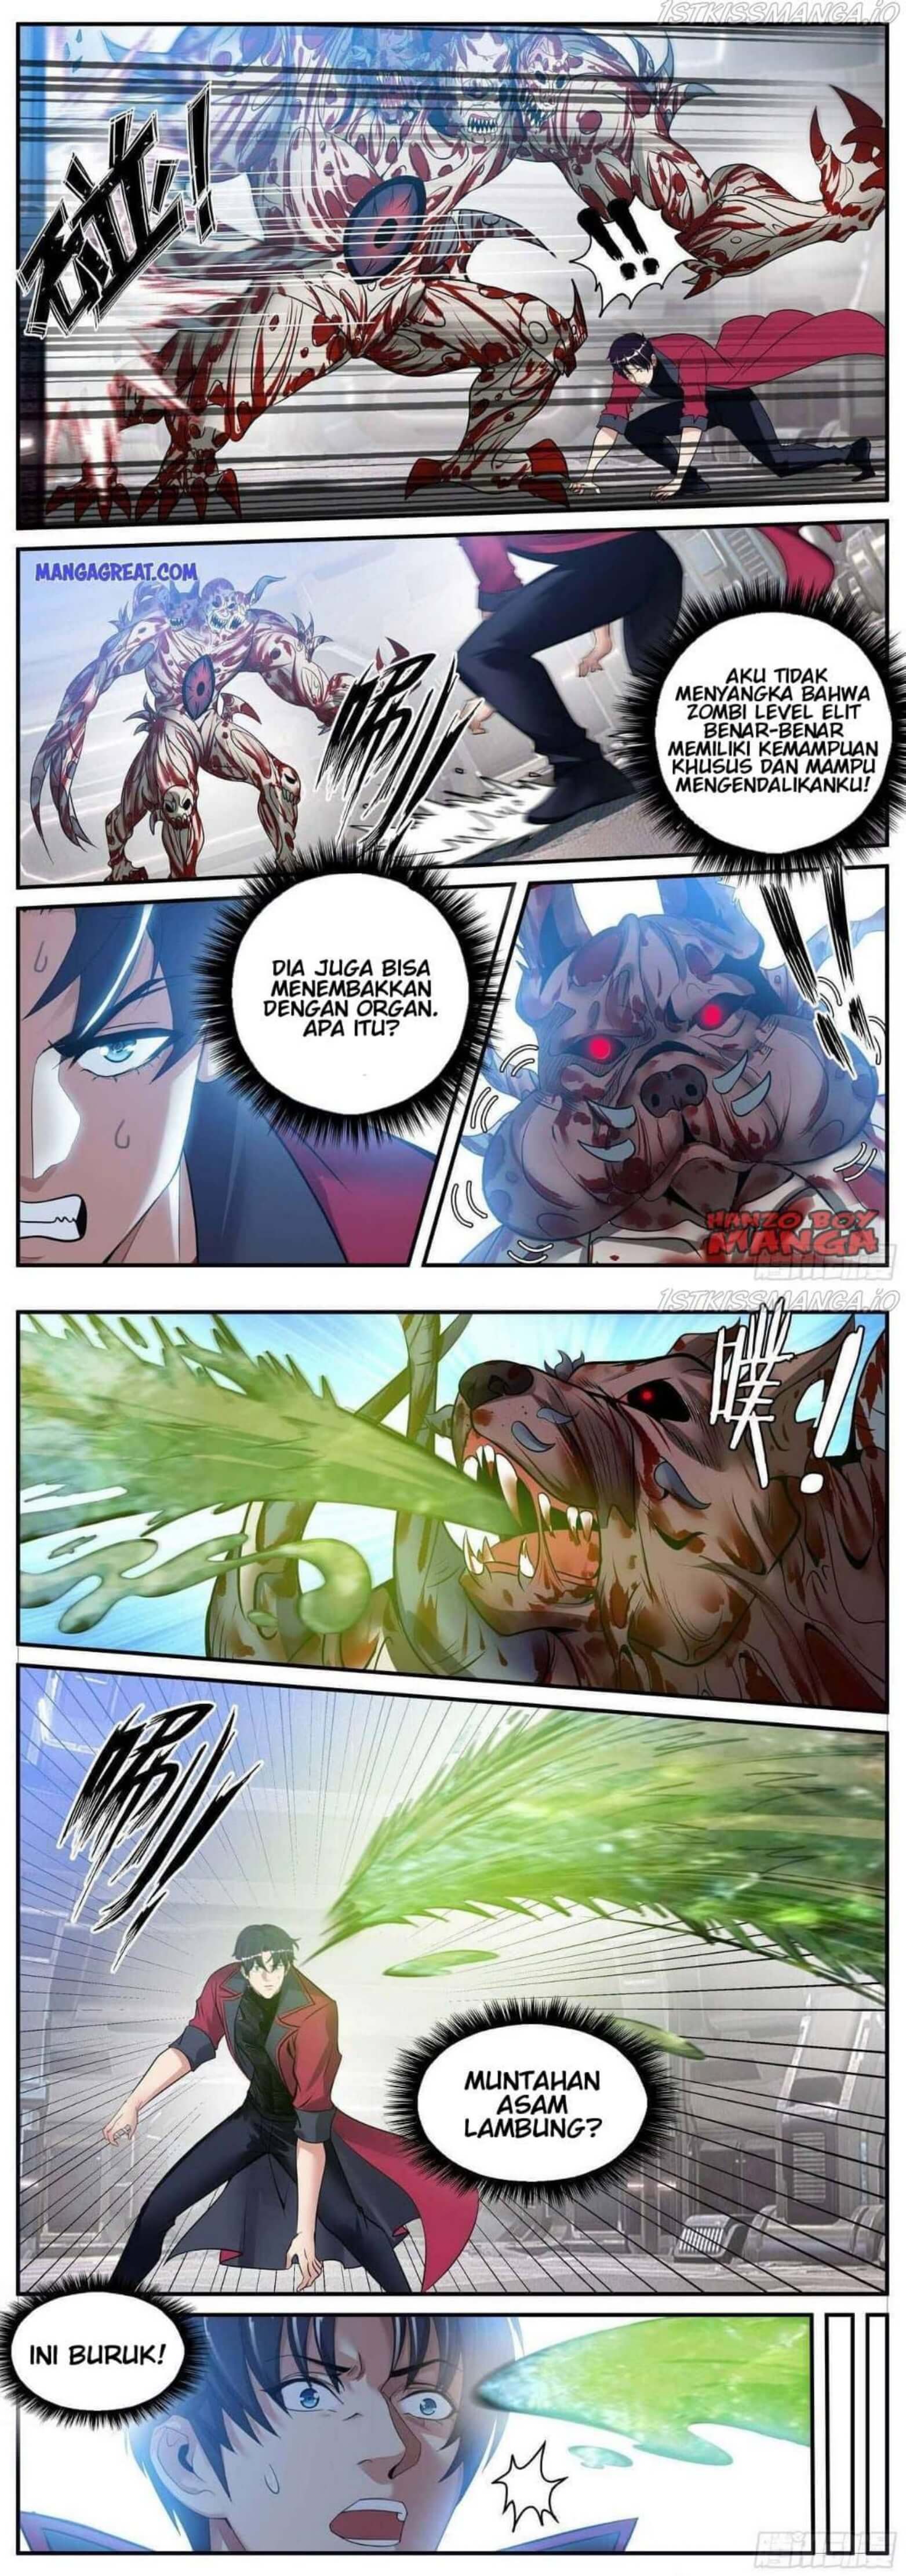 1STKISSMANGA.iO
碰!
!!
MANGAGREAT.COM
AKU TIDAK
MENYANGKA BAHWA
ZOMBI LEVEL ELIT
BENAR-BENAR
MEMILIKI KEMAMPUAN
KHUSUS DAN MAMPU
MENGENDALIKANKU!
DIA JUGA BISA
MENEMBAKKAN
DENGAN ORGAN.
APA ITU?
HANZO BOY
MANGA
1STKISSMANGA.iO
噗!
MUNTAHAN
ASAM
LAMBUNG?
INI BURUK!